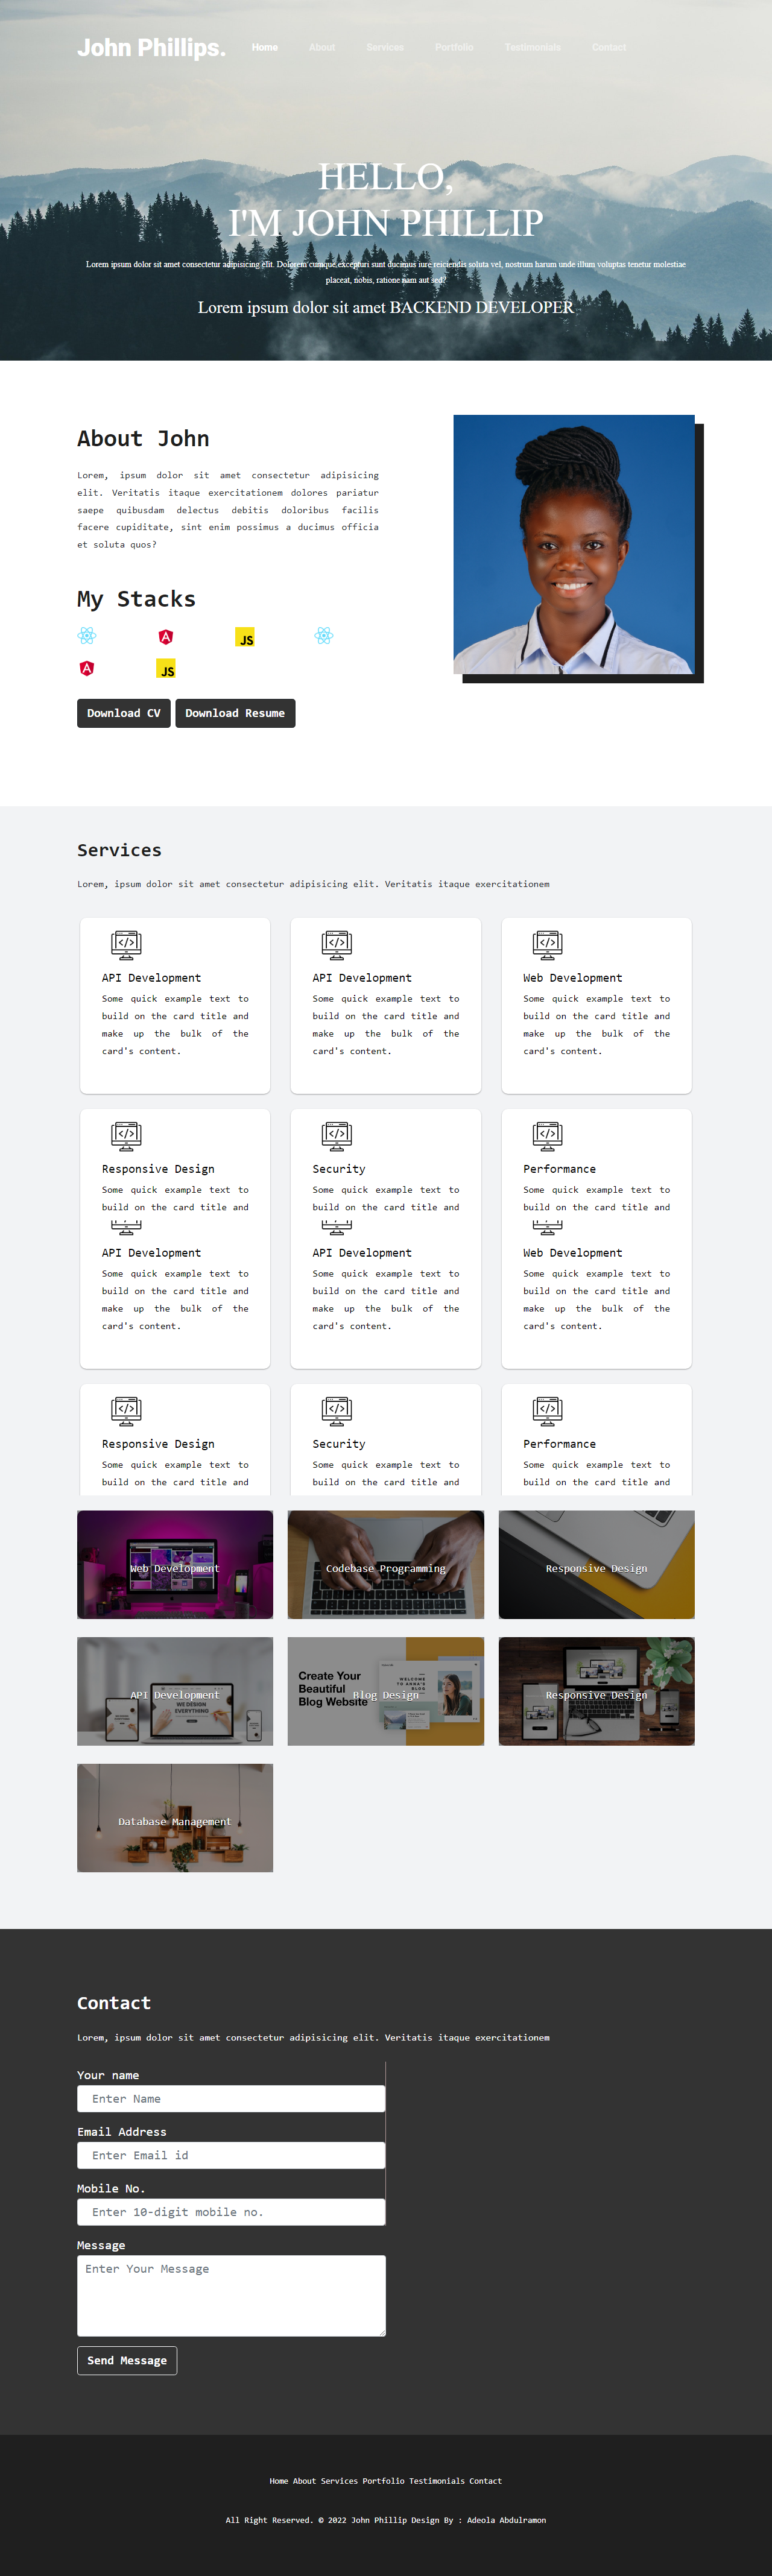 John Phillips. Home About Services Portfolio Testimonials Contact
HELLO,
I'M JOHN PHILLIP
Lorem ipsum dolor sit amet consectetur adipisicing elit. Dolorem cumque,excepturi sunt ducimus iure reiciendis soluta vel, nostrum harum unde illum voluptas tenetur molestiae
placeat, nobis, ratione nam aut sed?
Lorem ipsum dolor sit amet BACKEND DEVELOPER
About John
Lorem, ipsum dolor sit amet consectetur adipisicing
elit. Veritatis itaque exercitationem dolores pariatur
saepe quibusdam delectus debitis doloribus facilis
facere cupiditate, sint enim possimus a ducimus officia
et soluta quos?
My Stacks
JS
JS
Download CV Download Resume
Services
Lorem, ipsum dolor sit amet consectetur adipisicing elit. Veritatis itaque exercitationem
API Development
Some quick example text to
build on the card title and
make up the bulk of the
card's content.
API Development
Some quick example text to
build on the card title and
make up the bulk of the
card's content.
Web Development
Some quick example text to
build on the card title and
make up the bulk of the
card's content.
Responsive Design
Some quick example text to
build on the card title and
Security
Some quick example text to
build on the card title and
Performance
Some quick example text to
build on the card title and
API Development
Some quick example text to
build on the card title and
make up the bulk of the
card's content.
API Development
Some quick example text to
build on the card title and
make up the bulk of the
card's content.
Web Development
Some quick example text to
build on the card title and
make up the bulk of the
card's content.
Responsive Design
Some quick example text to
build on the card title and
Security
Some quick example text to
build on the card title and
Performance
Some quick example text to
build on the card title and
Web Development
Codebase Programming
Responsive Design
API Development
WE DESIGN
EVERYTHING
Create Your
Beautiful
Blog Website
WELCOME
TO ANNA'S
BLOG
Blog Design
Responsive Design
Database Management
Contact
Lorem, ipsum dolor sit amet consectetur adipisicing elit. Veritatis itaque exercitationem
Your name
Enter Name
Email Address
Enter Email id
Mobile No.
Enter 10-digit mobile no.
Message
Enter Your Message
Send Message
Home About Services Portfolio Testimonials Contact
All Right Reserved. © 2022 John Phillip Design By : Adeola Abdulramon